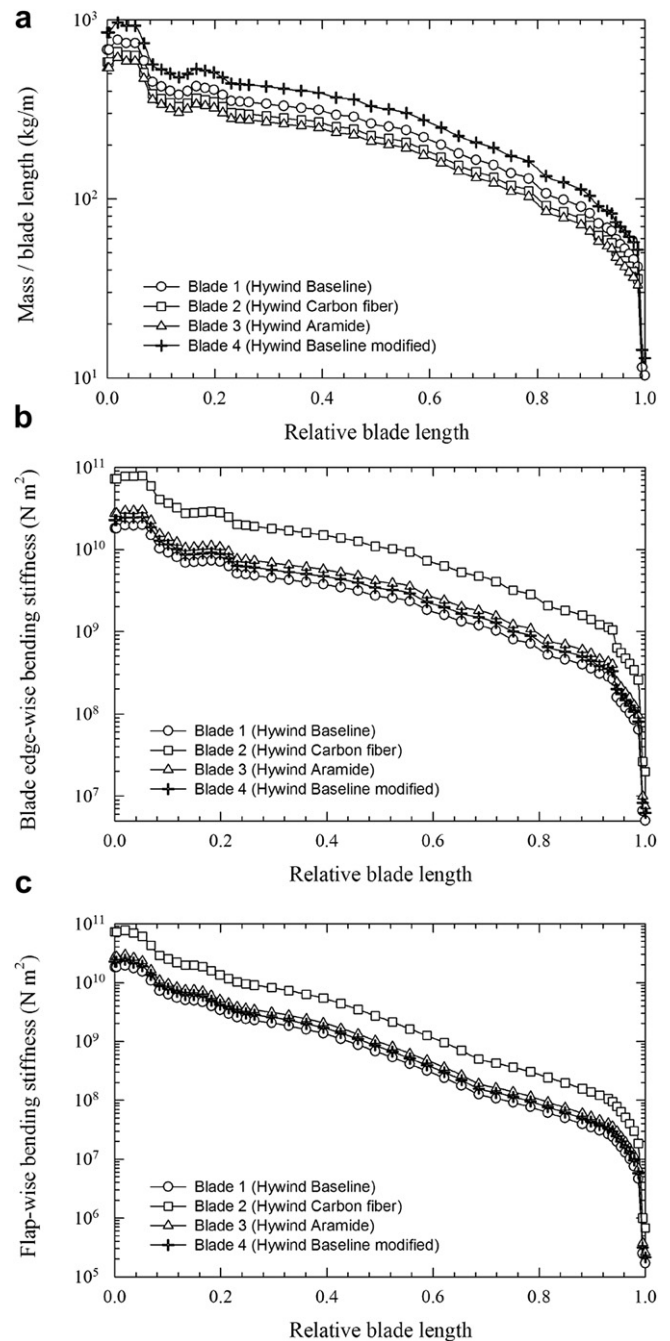 a
10³
10²
10¹
Mass / blade length (kg/m)
Blade 1 (Hywind Baseline)
Blade 2 (Hywind Carbon fiber)
Blade 3 (Hywind Aramide)
Blade 4 (Hywind Baseline modified)
0.0 0.2 0.4 0.6 0.8 1.0
Relative blade length
b
10¹¹
10¹⁰
10⁹
10⁸
10⁷
Blade edge-wise bending stiffness (N m²)
Blade 1 (Hywind Baseline)
Blade 2 (Hywind Carbon fiber)
Blade 3 (Hywind Aramide)
Blade 4 (Hywind Baseline modified)
0.0 0.2 0.4 0.6 0.8 1.0
Relative blade length
c
10¹¹
10¹⁰
10⁹
10⁸
10⁷
10⁶
10⁵
Flap-wise bending stiffness (N m²)
Blade 1 (Hywind Baseline)
Blade 2 (Hywind Carbon fiber)
Blade 3 (Hywind Aramide)
Blade 4 (Hywind Baseline modified)
0.0 0.2 0.4 0.6 0.8 1.0
Relative blade length